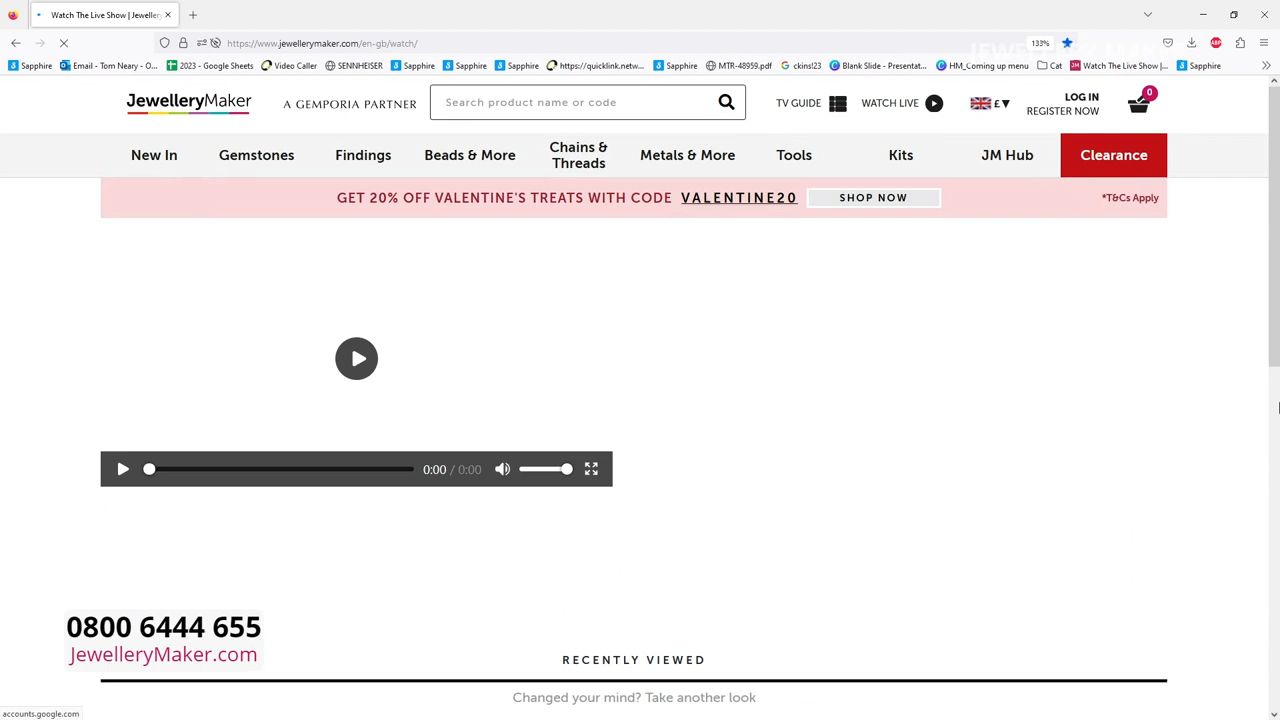 Watch The Live Show | Jeweller
https://www.jewellerymaker.com/en-gb/watch/
133%
Sapphire
Email - Tom Neary - O...
2023 - Google Sheets
Video Caller
SENNHEISER
Sapphire
Sapphire
Sapphire
https://quicklink.netw...
Sapphire
MTR-48959.pdf
ckins!23
Blank Slide - Presentat...
HM_Coming up menu
Cat
Watch The Live Show |...
Sapphire
JewelleryMaker
A GEMPORIA PARTNER
Search product name or code
TV GUIDE
WATCH LIVE
£▼
LOG IN
REGISTER NOW
0
New In
Gemstones
Findings
Beads & More
Chains &
Threads
Metals & More
Tools
Kits
JM Hub
Clearance
GET 20% OFF VALENTINE'S TREATS WITH CODE VALENTINE20
SHOP NOW
*T&Cs Apply
0:00 / 0:00
0800 6444 655
JewelleryMaker.com
RECENTLY VIEWED
Changed your mind? Take another look
accounts.google.com